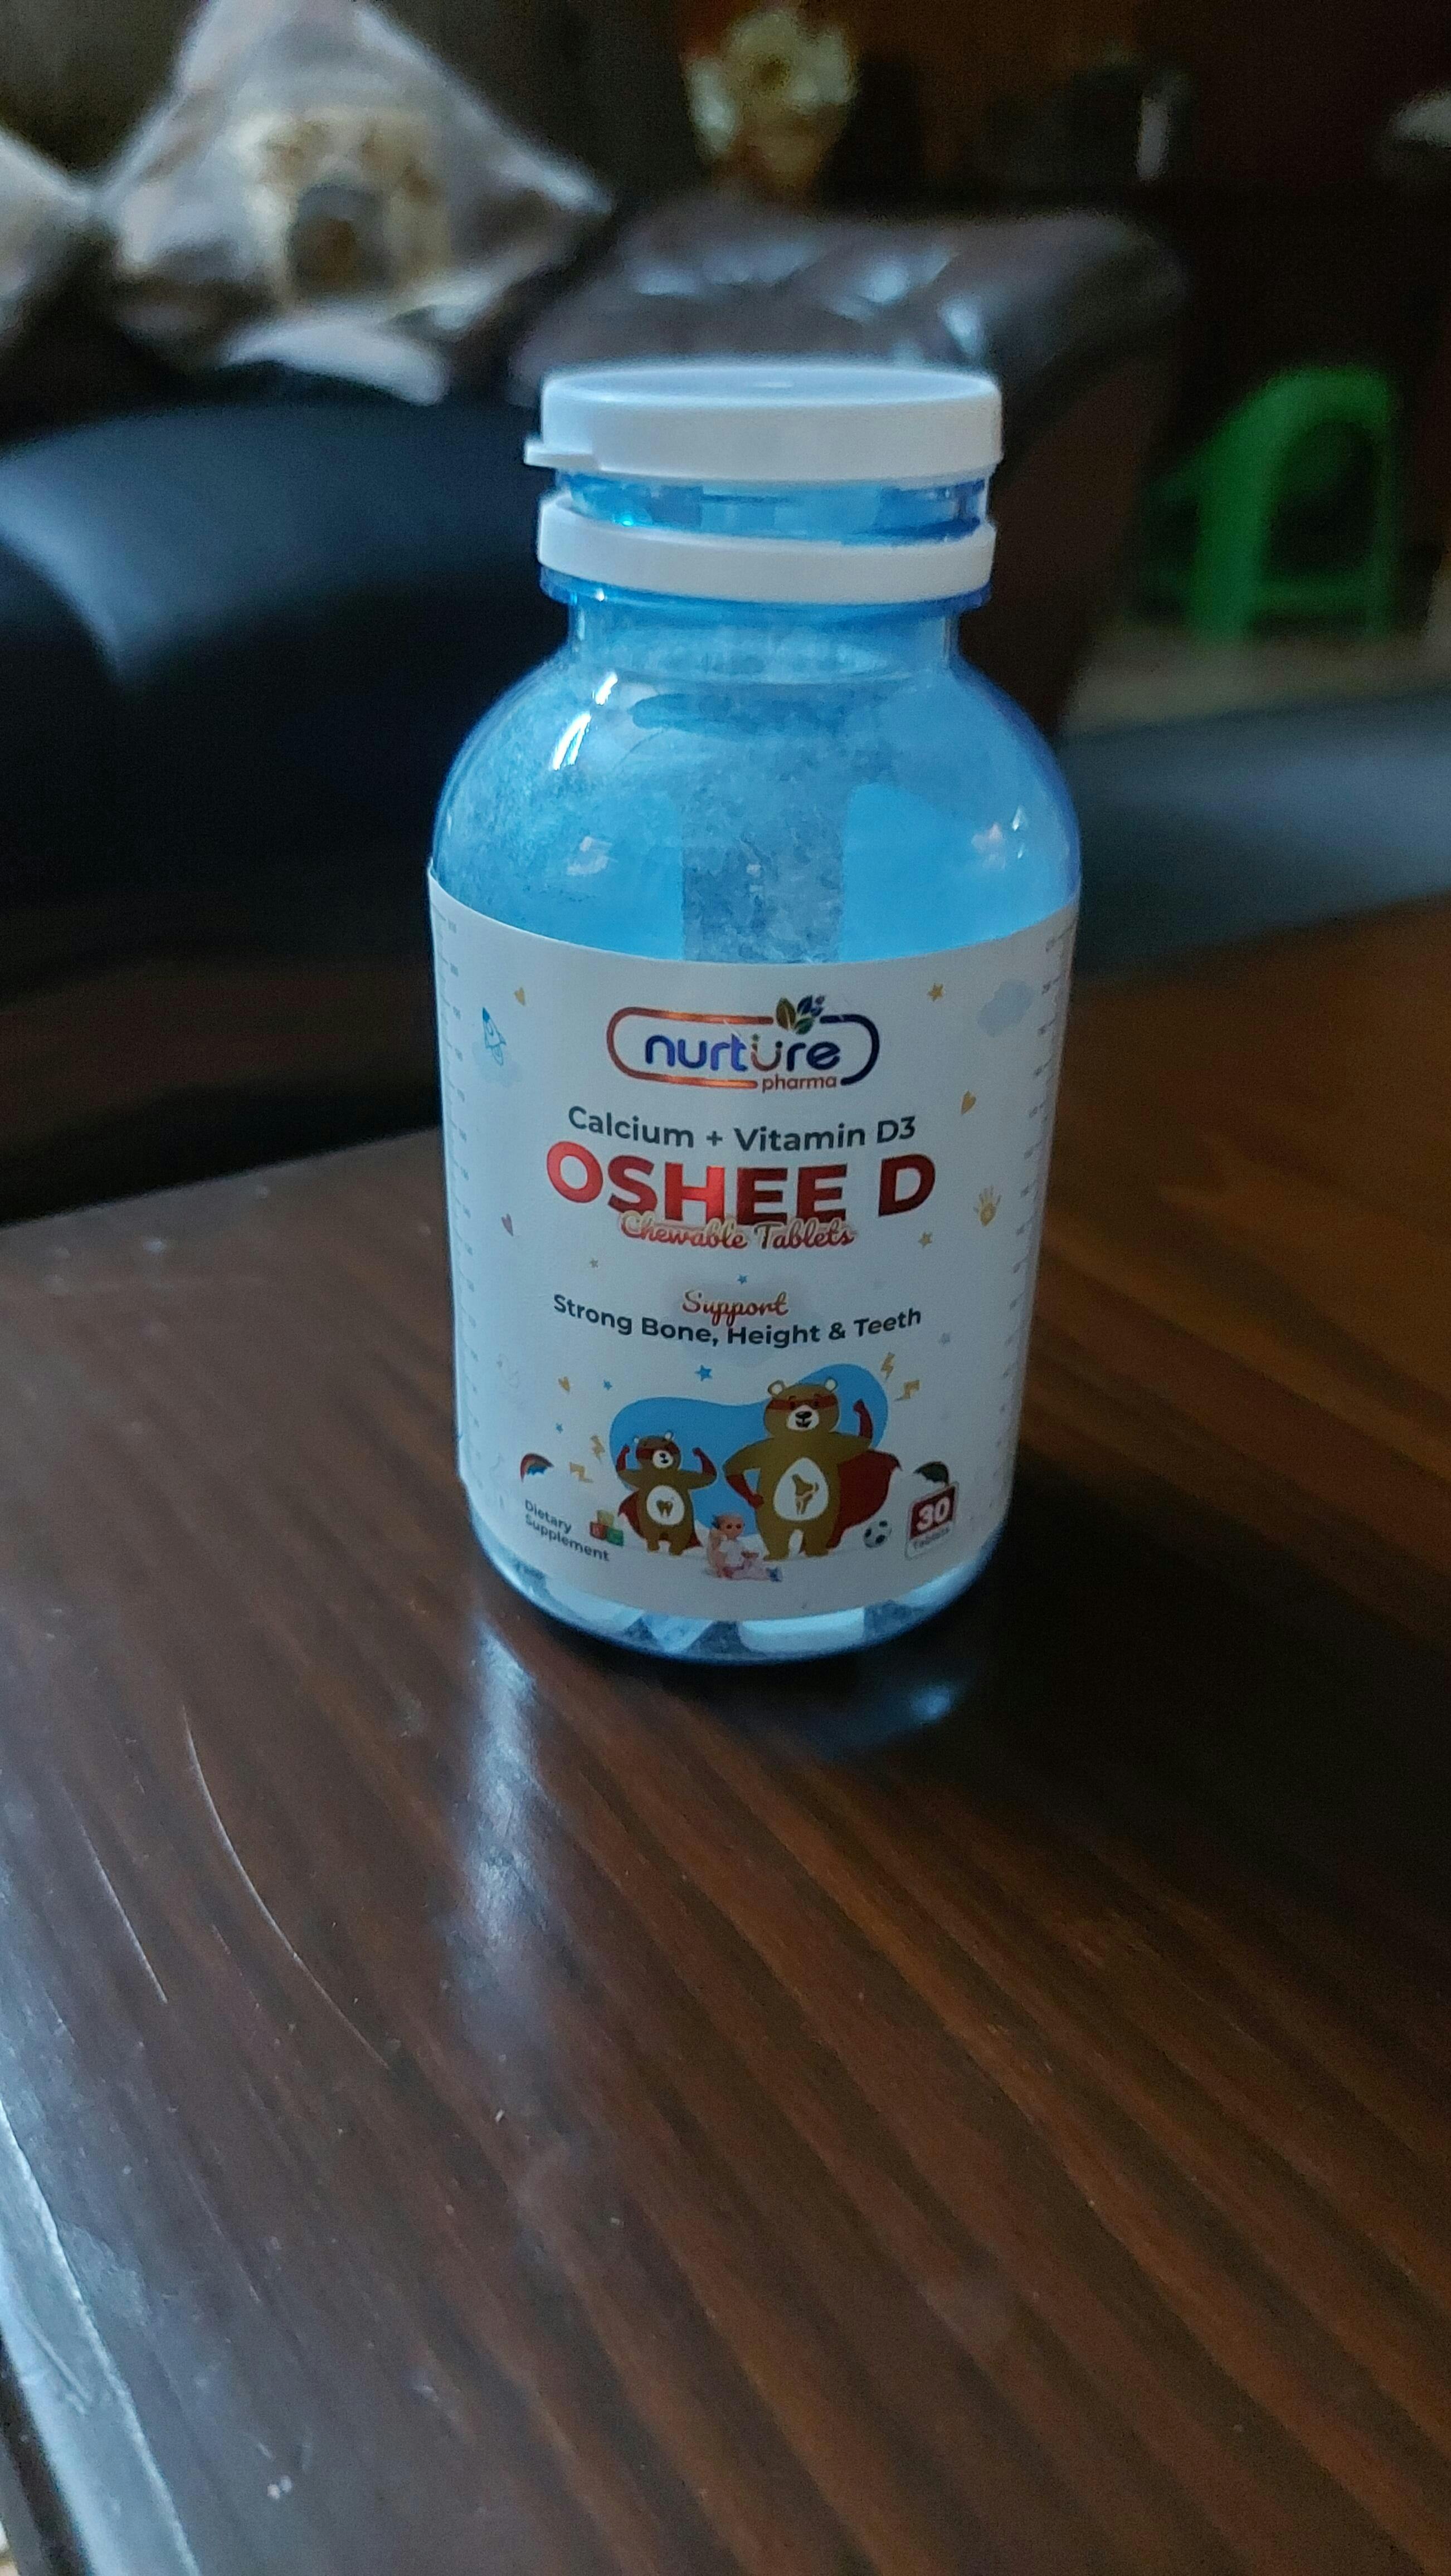 nurture
pharma
Calcium + Vitamin D3
OSHEE D
Chewable Tablets
Support
Strong Bone, Height & Teeth
Dietary
Supplement
30
Tablets